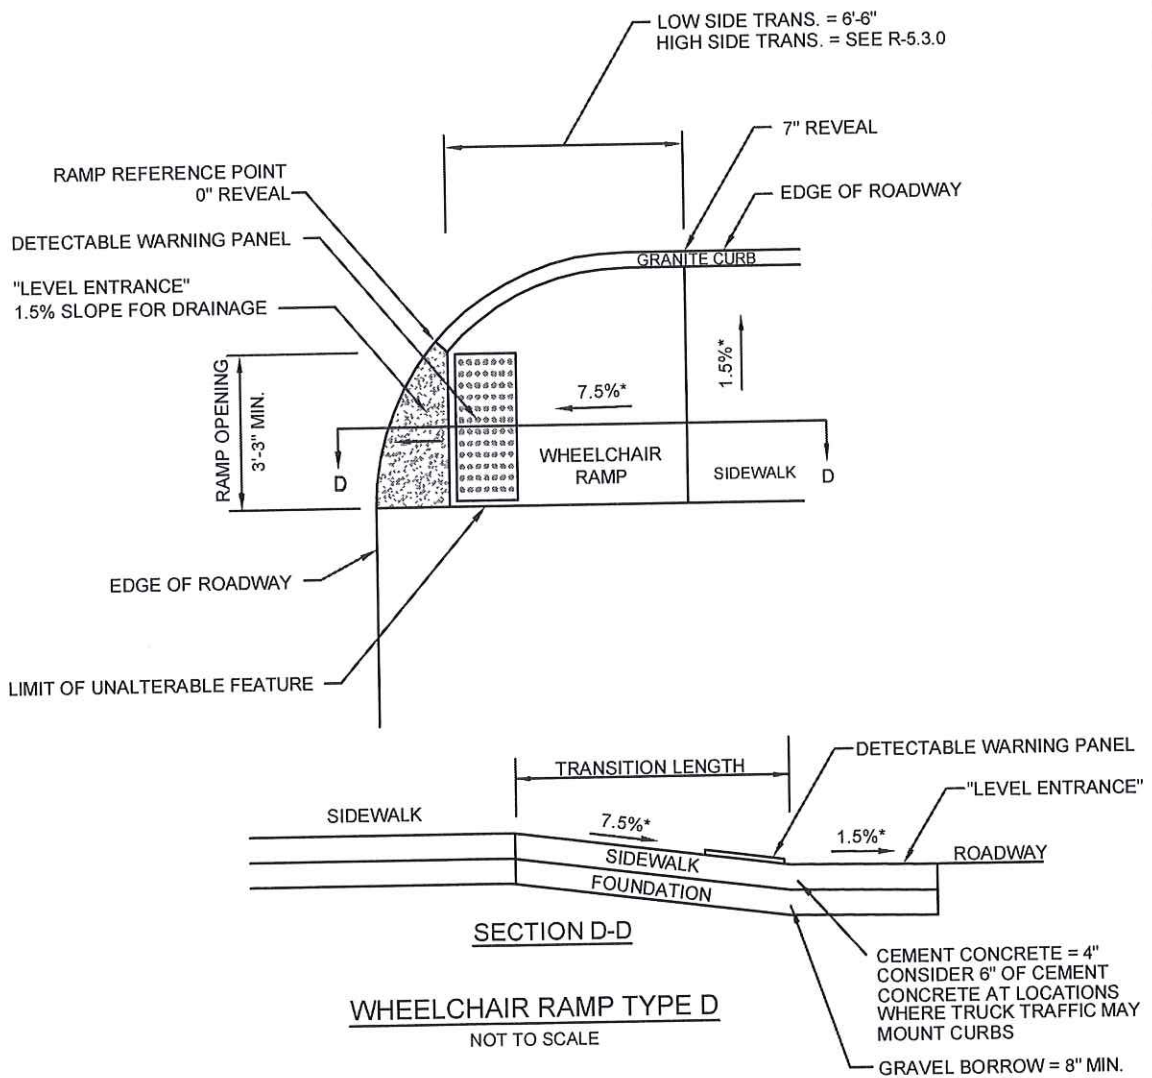 LOW SIDE TRANS. = 6'-6"
HIGH SIDE TRANS. = SEE R-5.3.0
7" REVEAL
RAMP REFERENCE POINT
0" REVEAL
EDGE OF ROADWAY
DETECTABLE WARNING PANEL
GRANITE CURB
"LEVEL ENTRANCE"
1.5% SLOPE FOR DRAINAGE
RAMP OPENING
3'-3" MIN.
7.5%*
1.5%*
D
WHEELCHAIR
RAMP
SIDEWALK
D
EDGE OF ROADWAY
LIMIT OF UNALTERABLE FEATURE
DETECTABLE WARNING PANEL
TRANSITION LENGTH
"LEVEL ENTRANCE"
SIDEWALK
7.5%*
1.5%*
ROADWAY
SIDEWALK
FOUNDATION
SECTION D-D
CEMENT CONCRETE = 4"
CONSIDER 6" OF CEMENT
CONCRETE AT LOCATIONS
WHERE TRUCK TRAFFIC MAY
MOUNT CURBS
WHEELCHAIR RAMP TYPE D
NOT TO SCALE
GRAVEL BORROW = 8" MIN.